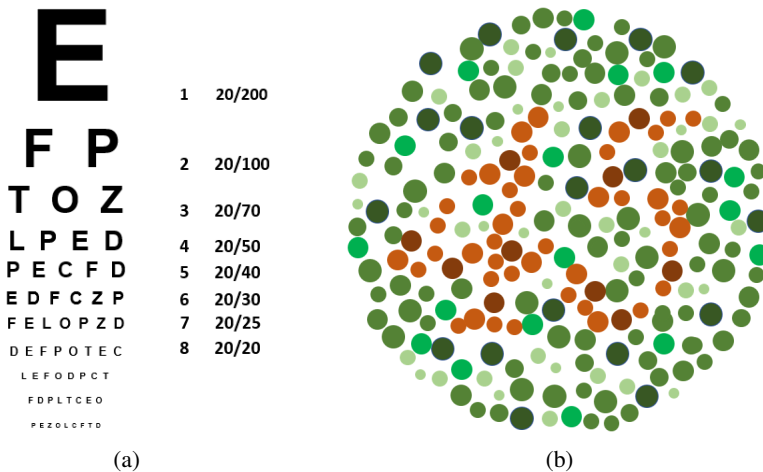 E
F P
1 20/200
2 20/100
T O Z
3 20/70
L P E D
4 20/50
P E C F D
5 20/40
E D F C Z P
6 20/30
F E L O P Z D
7 20/25
D E F P O T E C
8 20/20
L E F O D P C T
F D P L T C E O
P E Z O L C F T D
(a)
45
(b)